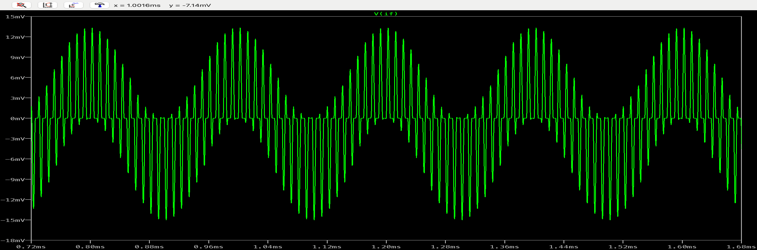 x = 1.0016ms y = -7.14mV
V(if)
15mV
12mV
9mV
6mV
3mV
0mV
-3mV
-6mV
-9mV
-12mV
-15mV
-18mV
0.72ms 0.80ms 0.88ms 0.96ms 1.04ms 1.12ms 1.20ms 1.28ms 1.36ms 1.44ms 1.52ms 1.60ms 1.68ms